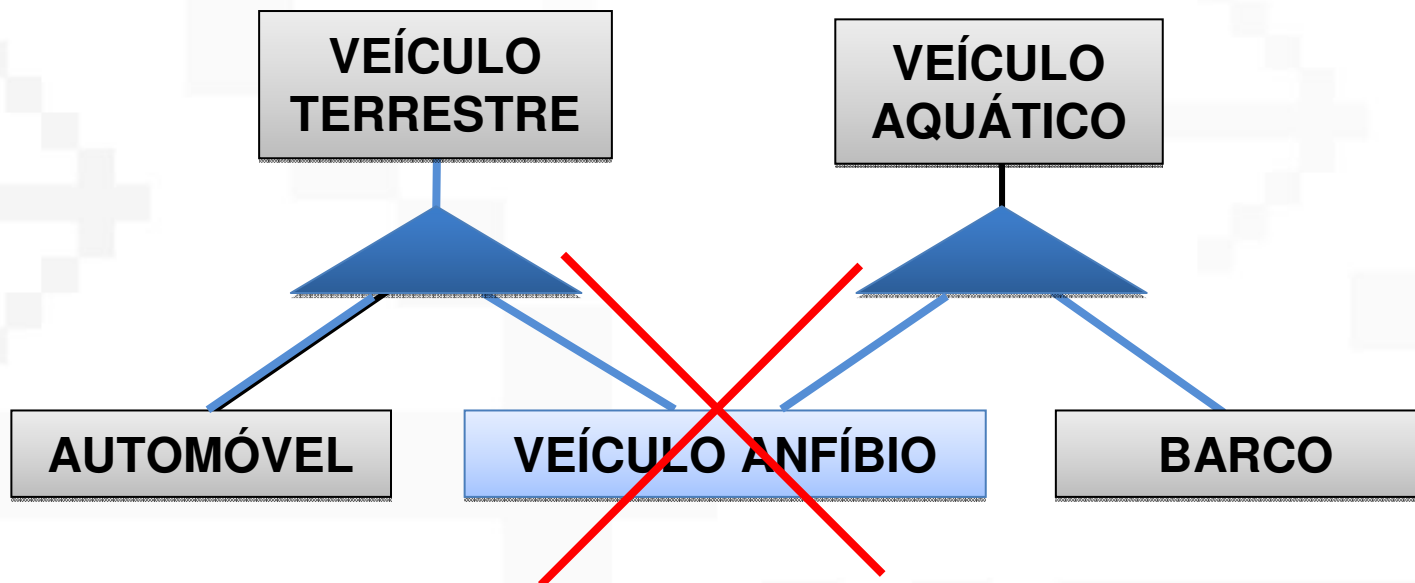 VEÍCULO
TERRESTRE
VEÍCULO
AQUÁTICO
AUTOMÓVEL
VEÍCULO ANFÍBIO
BARCO